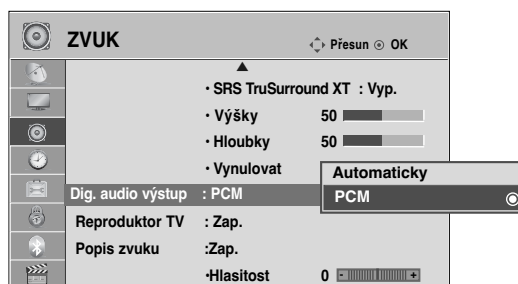 ZVUK
Přesun OK
• SRS TruSurround XT : Vyp.
• Výšky 50
• Hloubky 50
• Vynulovat
Automaticky
Dig. audio výstup : PCM
PCM
Reproduktor TV : Zap.
Popis zvuku :Zap.
•Hlasitost 0 - +